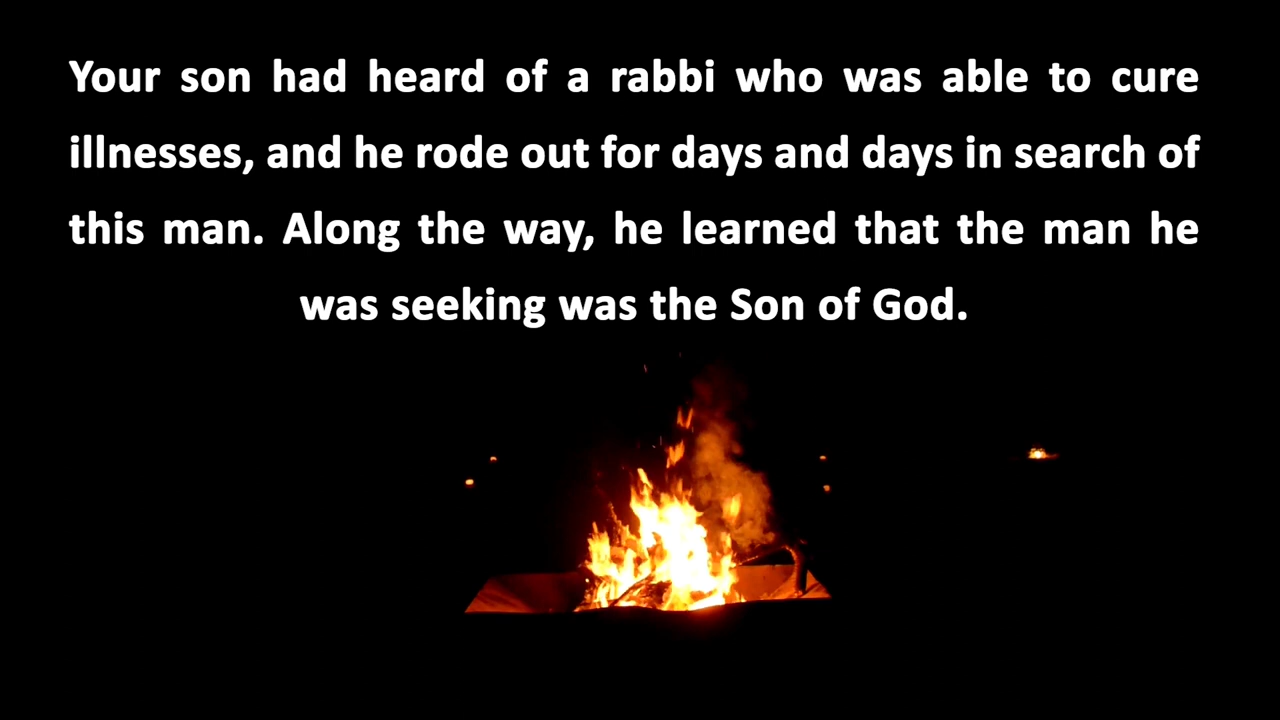 Your son had heard of a rabbi who was able to cure
illnesses, and he rode out for days and days in search of
this man. Along the way, he learned that the man he
was seeking was the Son of God.